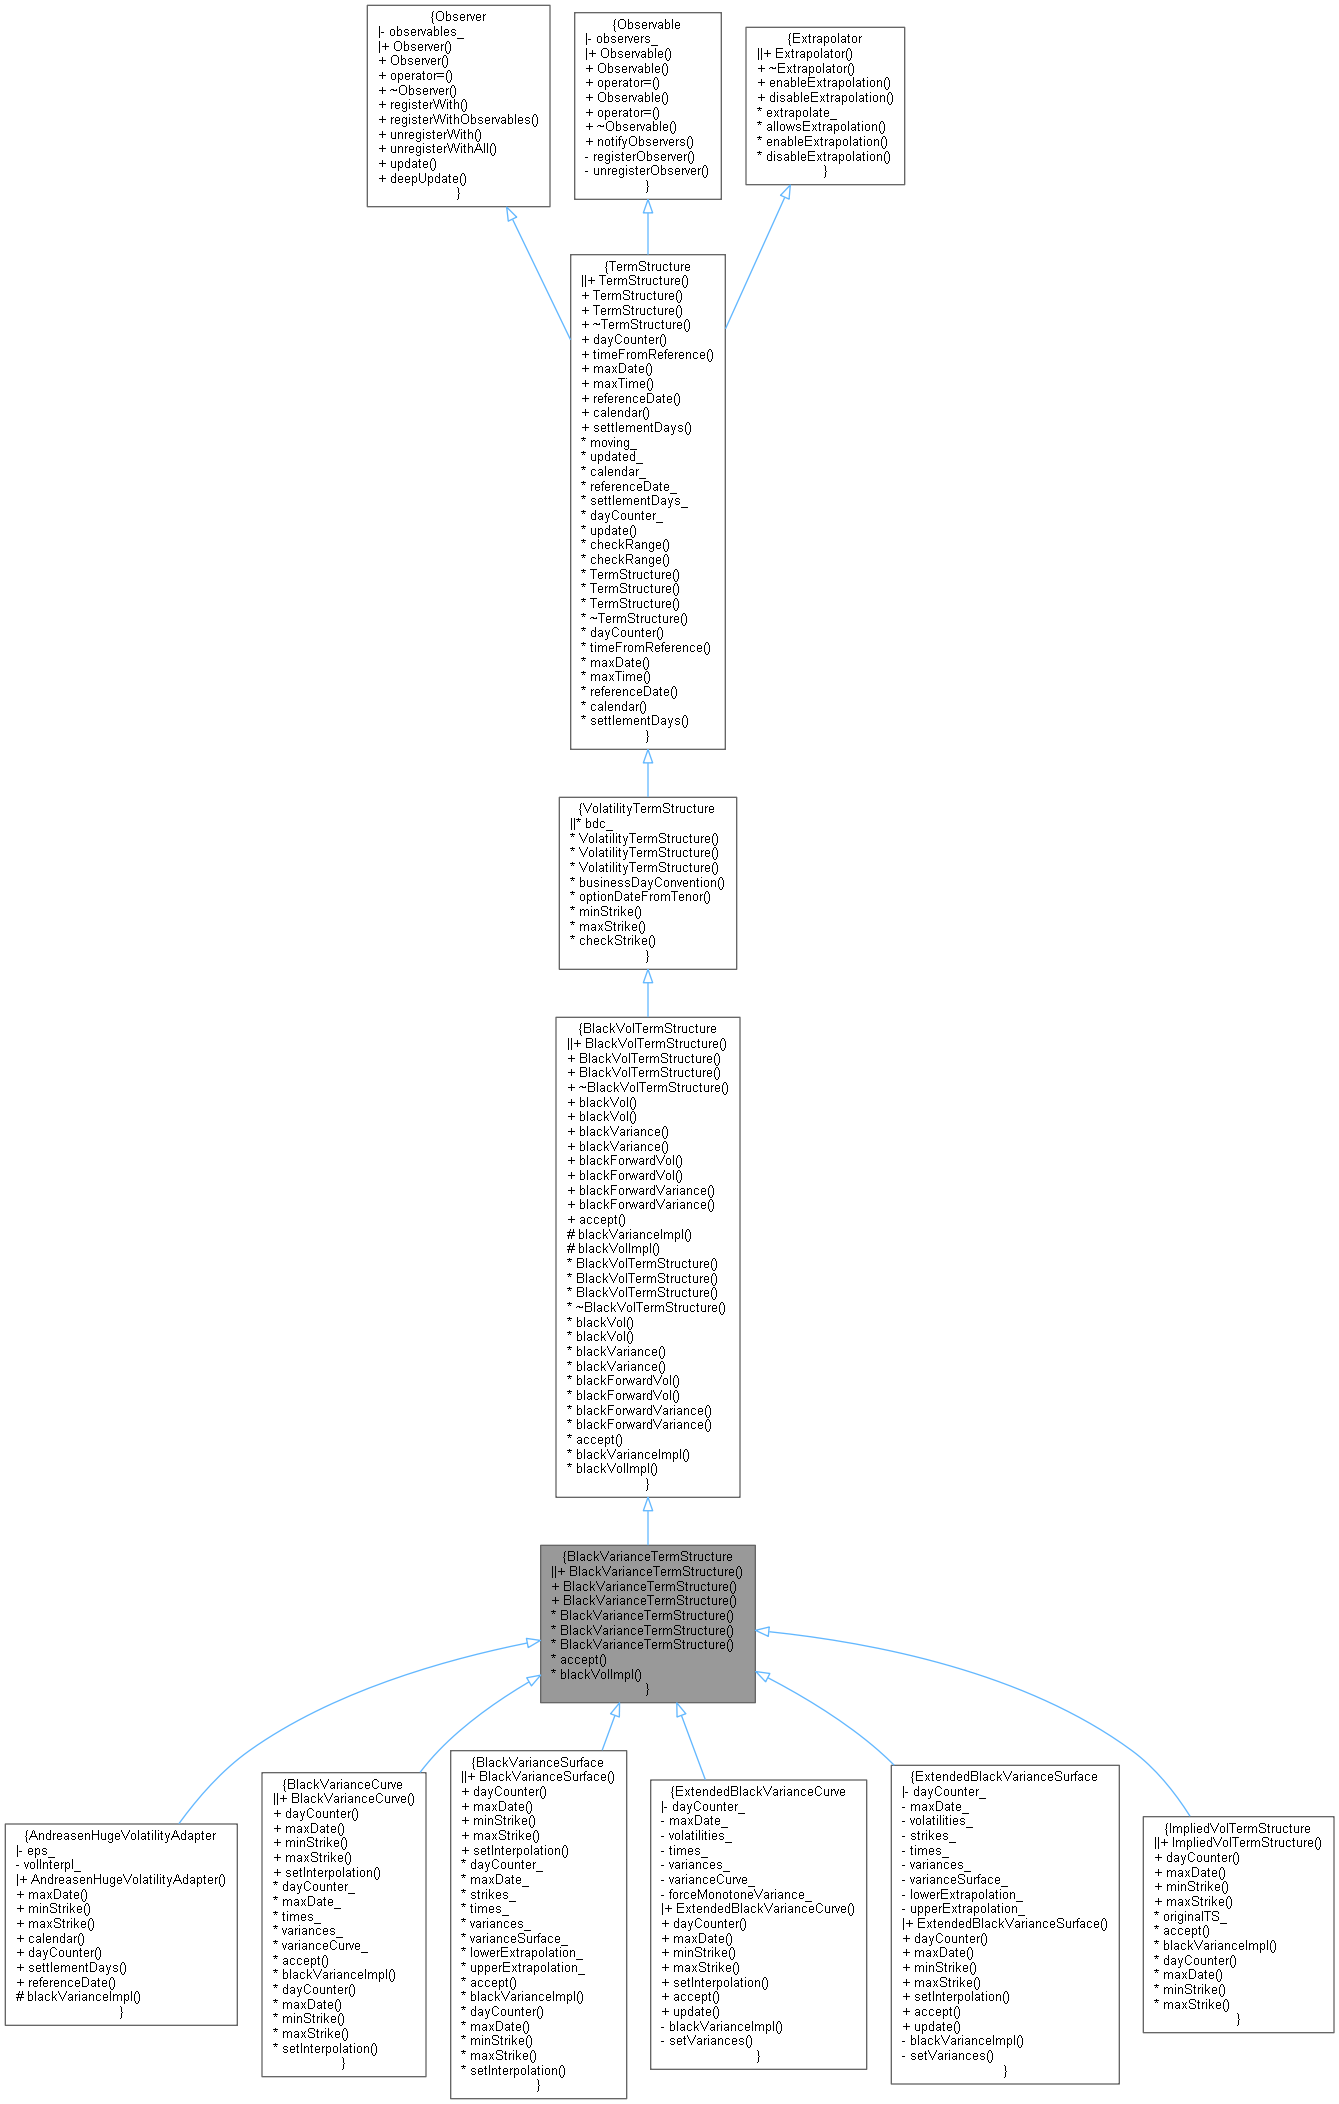 {Observer
|- observables_
|+ Observer()
+ Observer()
+ operator=()
+ ~Observer()
+ registerWith()
+ registerWithObservables()
+ unregisterWith()
+ unregisterWithAll()
+ update()
+ deepUpdate()
}
{Observable
|- observers_
|+ Observable()
+ Observable()
+ operator=()
+ Observable()
+ operator=()
+ ~Observable()
+ notifyObservers()
- registerObserver()
- unregisterObserver()
}
{Extrapolator
||+ Extrapolator()
+ ~Extrapolator()
+ enableExtrapolation()
+ disableExtrapolation()
* extrapolate_
* allowsExtrapolation()
* enableExtrapolation()
* disableExtrapolation()
}
{TermStructure
||+ TermStructure()
+ TermStructure()
+ TermStructure()
+ ~TermStructure()
+ dayCounter()
+ timeFromReference()
+ maxDate()
+ maxTime()
+ referenceDate()
+ calendar()
+ settlementDays()
* moving_
* updated_
* calendar_
* referenceDate_
* settlementDays_
* dayCounter_
* update()
* checkRange()
* checkRange()
* TermStructure()
* TermStructure()
* TermStructure()
* ~TermStructure()
* dayCounter()
* timeFromReference()
* maxDate()
* maxTime()
* referenceDate()
* calendar()
* settlementDays()
}
{VolatilityTermStructure
||* bdc_
* VolatilityTermStructure()
* VolatilityTermStructure()
* VolatilityTermStructure()
* businessDayConvention()
* optionDateFromTenor()
* minStrike()
* maxStrike()
* checkStrike()
}
{BlackVolTermStructure
||+ BlackVolTermStructure()
+ BlackVolTermStructure()
+ BlackVolTermStructure()
+ ~BlackVolTermStructure()
+ blackVol()
+ blackVol()
+ blackVariance()
+ blackVariance()
+ blackForwardVol()
+ blackForwardVol()
+ blackForwardVariance()
+ blackForwardVariance()
+ accept()
# blackVarianceImpl()
# blackVolImpl()
* BlackVolTermStructure()
* BlackVolTermStructure()
* BlackVolTermStructure()
* ~BlackVolTermStructure()
* blackVol()
* blackVol()
* blackVariance()
* blackVariance()
* blackForwardVol()
* blackForwardVol()
* blackForwardVariance()
* blackForwardVariance()
* accept()
* blackVarianceImpl()
* blackVolImpl()
}
{BlackVarianceTermStructure
||+ BlackVarianceTermStructure()
+ BlackVarianceTermStructure()
+ BlackVarianceTermStructure()
* BlackVarianceTermStructure()
* BlackVarianceTermStructure()
* BlackVarianceTermStructure()
* accept()
* blackVolImpl()
}
{AndreasenHugeVolatilityAdapter
|- eps_
- volInterpl_
|+ AndreasenHugeVolatilityAdapter()
+ maxDate()
+ minStrike()
+ maxStrike()
+ calendar()
+ dayCounter()
+ settlementDays()
+ referenceDate()
# blackVarianceImpl()
}
{BlackVarianceCurve
||+ BlackVarianceCurve()
+ dayCounter()
+ maxDate()
+ minStrike()
+ maxStrike()
+ setInterpolation()
* dayCounter_
* maxDate_
* times_
* variances_
* varianceCurve_
* accept()
* blackVarianceImpl()
* dayCounter()
* maxDate()
* minStrike()
* maxStrike()
* setInterpolation()
}
{BlackVarianceSurface
||+ BlackVarianceSurface()
+ dayCounter()
+ maxDate()
+ minStrike()
+ maxStrike()
+ setInterpolation()
* dayCounter_
* maxDate_
* strikes_
* times_
* variances_
* varianceSurface_
* lowerExtrapolation_
* upperExtrapolation_
* accept()
* blackVarianceImpl()
* dayCounter()
* maxDate()
* minStrike()
* maxStrike()
* setInterpolation()
}
{ExtendedBlackVarianceCurve
|- dayCounter_
- maxDate_
- volatilities_
- times_
- variances_
- varianceCurve_
- forceMonotoneVariance_
|+ ExtendedBlackVarianceCurve()
+ dayCounter()
+ maxDate()
+ minStrike()
+ maxStrike()
+ setInterpolation()
+ accept()
+ update()
- blackVarianceImpl()
- setVariances()
}
{ExtendedBlackVarianceSurface
|- dayCounter_
- maxDate_
- volatilities_
- strikes_
- times_
- variances_
- varianceSurface_
- lowerExtrapolation_
- upperExtrapolation_
|+ ExtendedBlackVarianceSurface()
+ dayCounter()
+ maxDate()
+ minStrike()
+ maxStrike()
+ setInterpolation()
+ accept()
+ update()
- blackVarianceImpl()
- setVariances()
}
{ImpliedVolTermStructure
||+ ImpliedVolTermStructure()
+ dayCounter()
+ maxDate()
+ minStrike()
+ maxStrike()
* originalTS_
* accept()
* blackVarianceImpl()
* dayCounter()
* maxDate()
* minStrike()
* maxStrike()
}